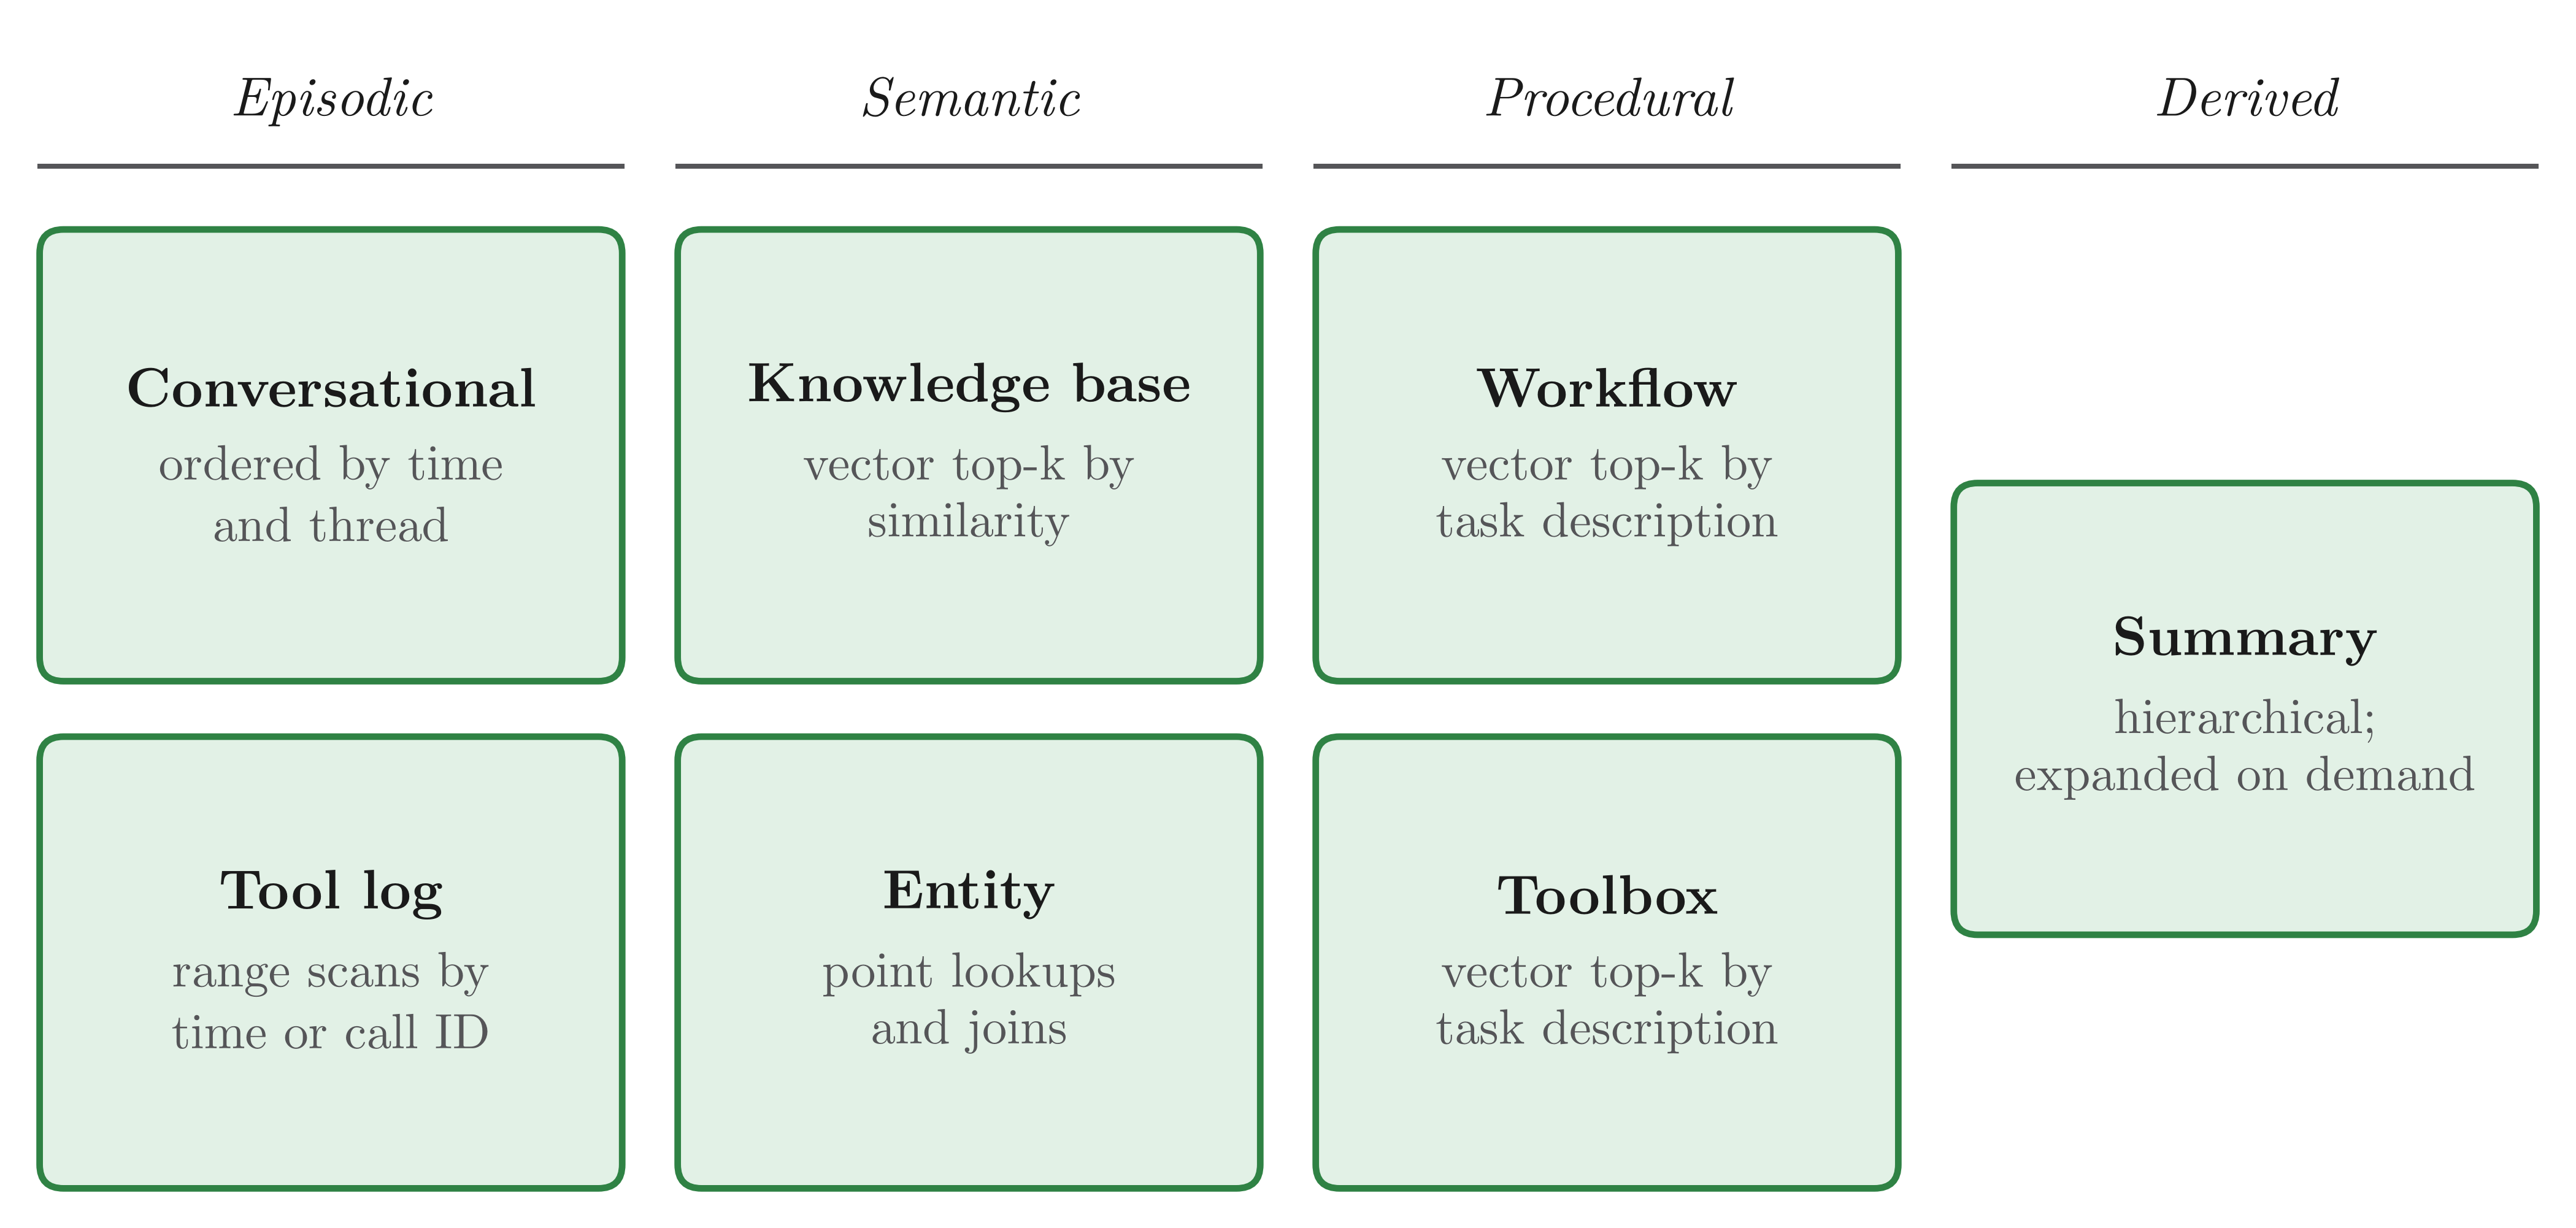 Episodic
Semantic
Procedural
Derived
Conversational
ordered by time
and thread
Knowledge base
vector top-k by
similarity
Workflow
vector top-k by
task description
Summary
hierarchical;
expanded on demand
Tool log
range scans by
time or call ID
Entity
point lookups
and joins
Toolbox
vector top-k by
task description